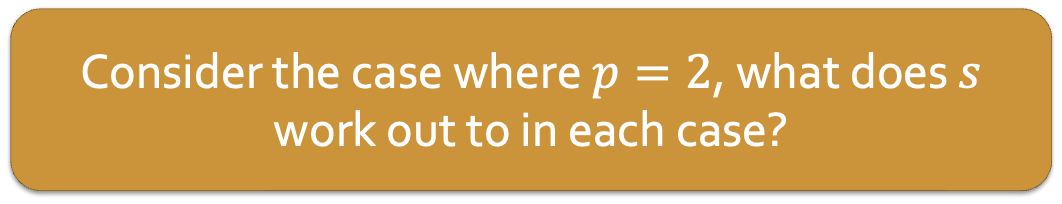 Consider the case where p = 2, what does s
work out to in each case?